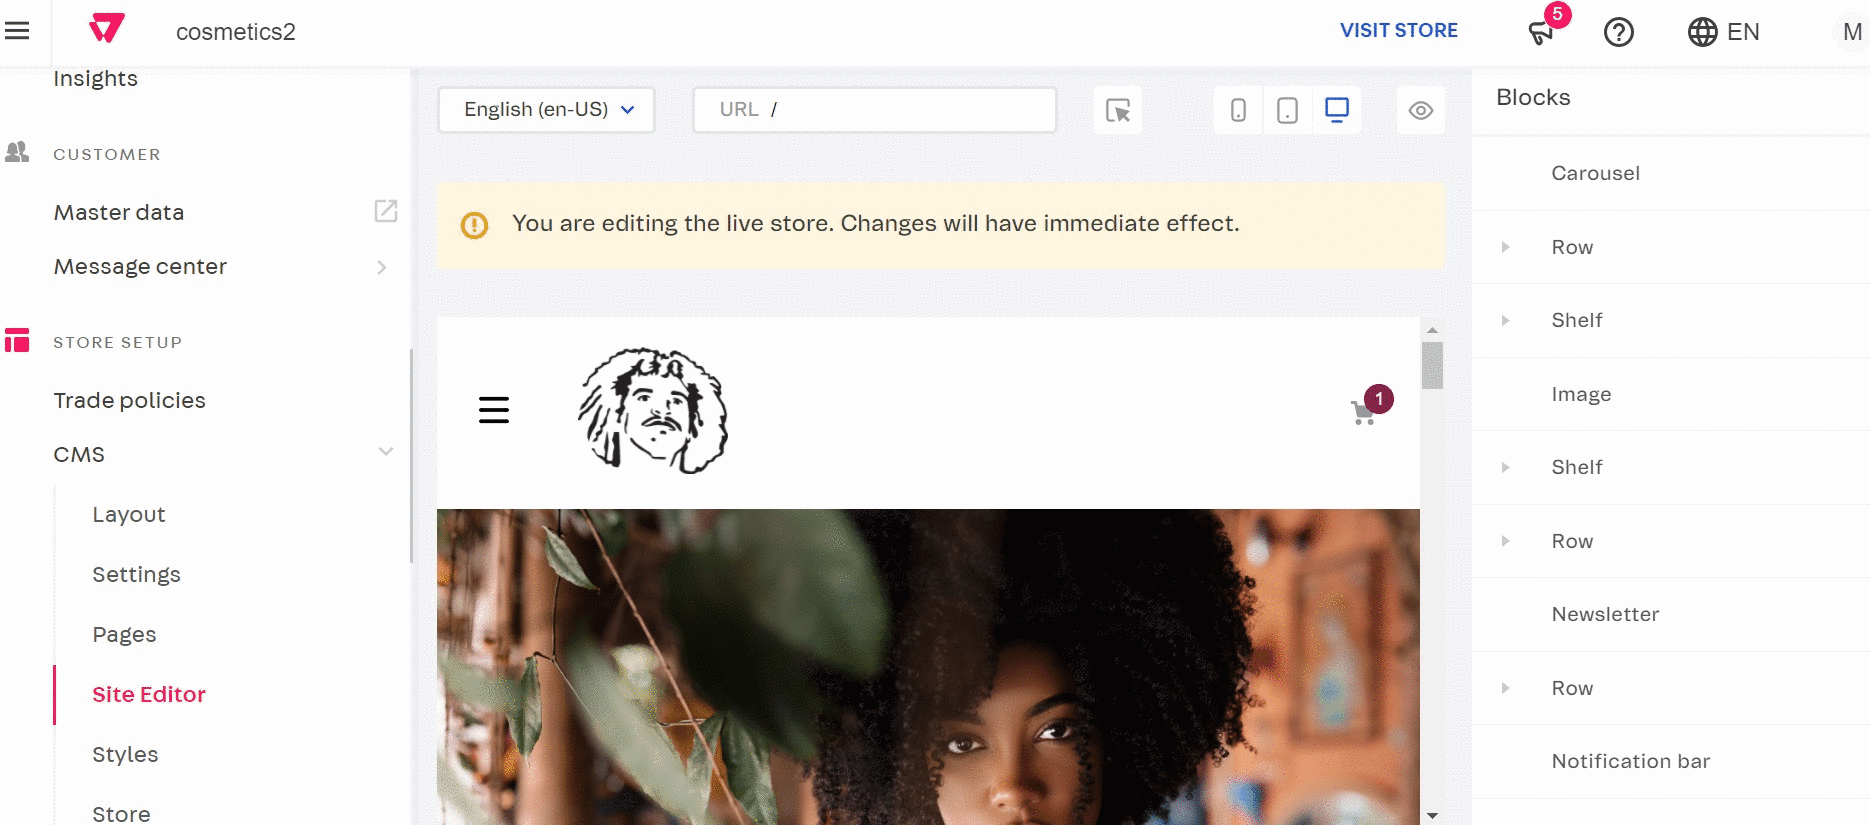 cosmetics2
VISIT STORE
5
EN
M
Insights
CUSTOMER
Master data
Message center
STORE SETUP
Trade policies
CMS
Layout
Settings
Pages
Site Editor
Styles
Store
English (en-US)
URL /
You are editing the live store. Changes will have immediate effect.
1
Blocks
Carousel
Row
Shelf
Image
Shelf
Row
Newsletter
Row
Notification bar